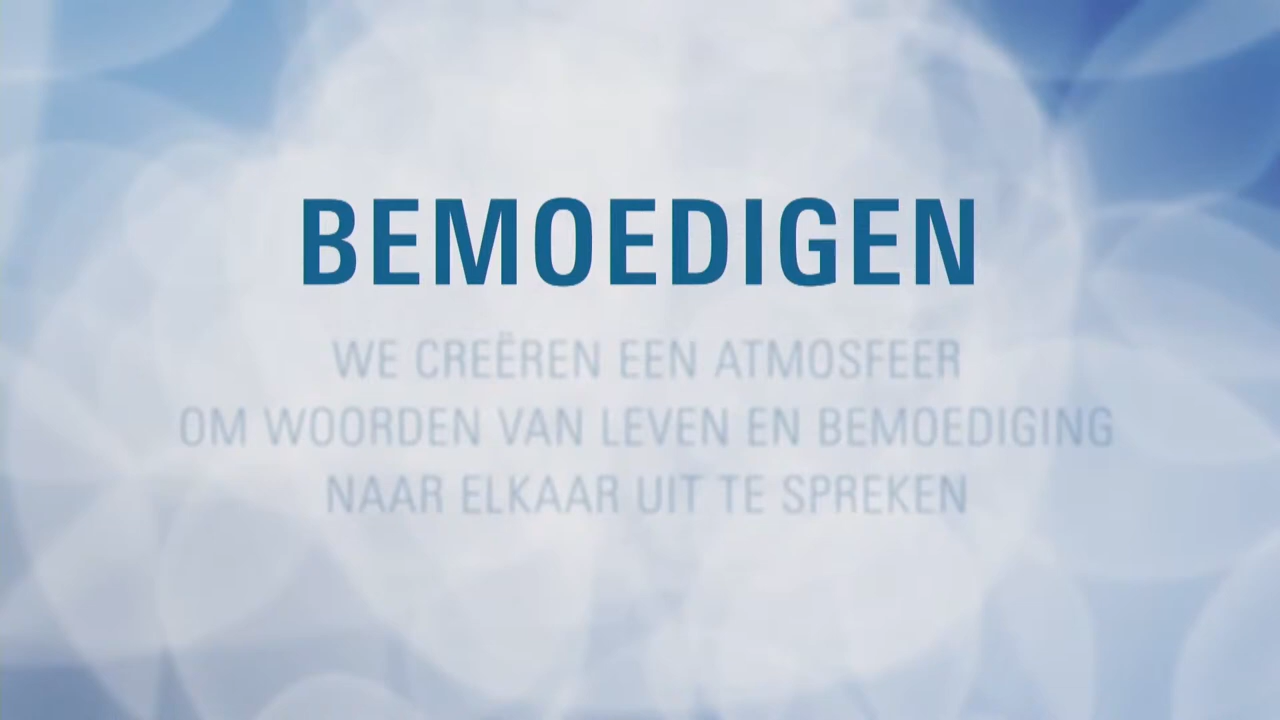 BEMOEDIGEN
WE CREËREN EEN ATMOSFEER
OM WOORDEN VAN LEVEN EN BEMOEDIGING
NAAR ELKAAR UIT TE SPREKEN